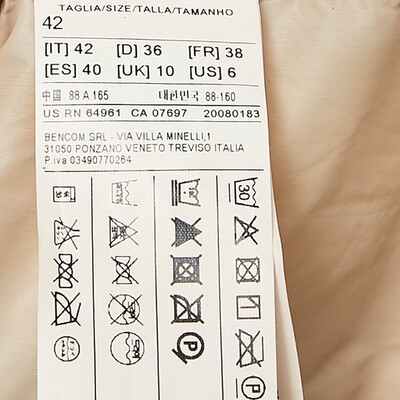 TAGLIA/SIZE/TALLA/TAMANHO
42
[IT] 42 [D] 36 [FR] 38
[ES] 40 [UK] 10 [US] 6
中国 88 A 165 대한민국 88-160
US RN 64961 CA 07697 20080183
BENCOM SRL - VIA VILLA MINELLI,1
31050 PONZANO VENETO TREVISO ITALIA
P.iva 03490770264
30
P
P